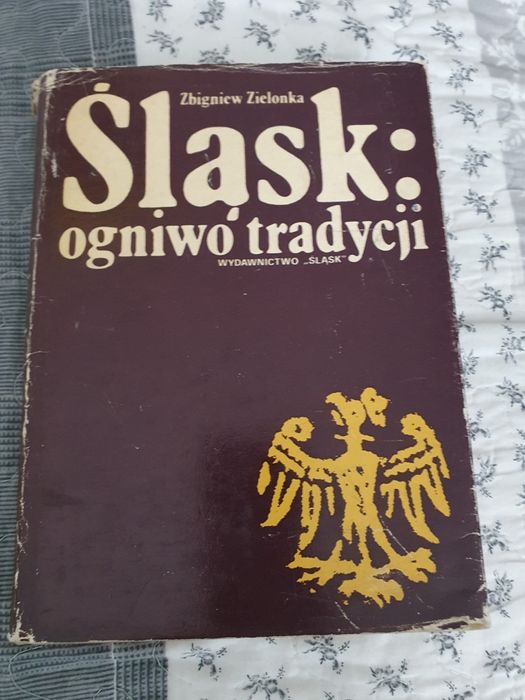 Zbigniew Zielonka
Śląsk:
ogniwo tradycji
WYDAWNICTWO „ŚLĄSK”